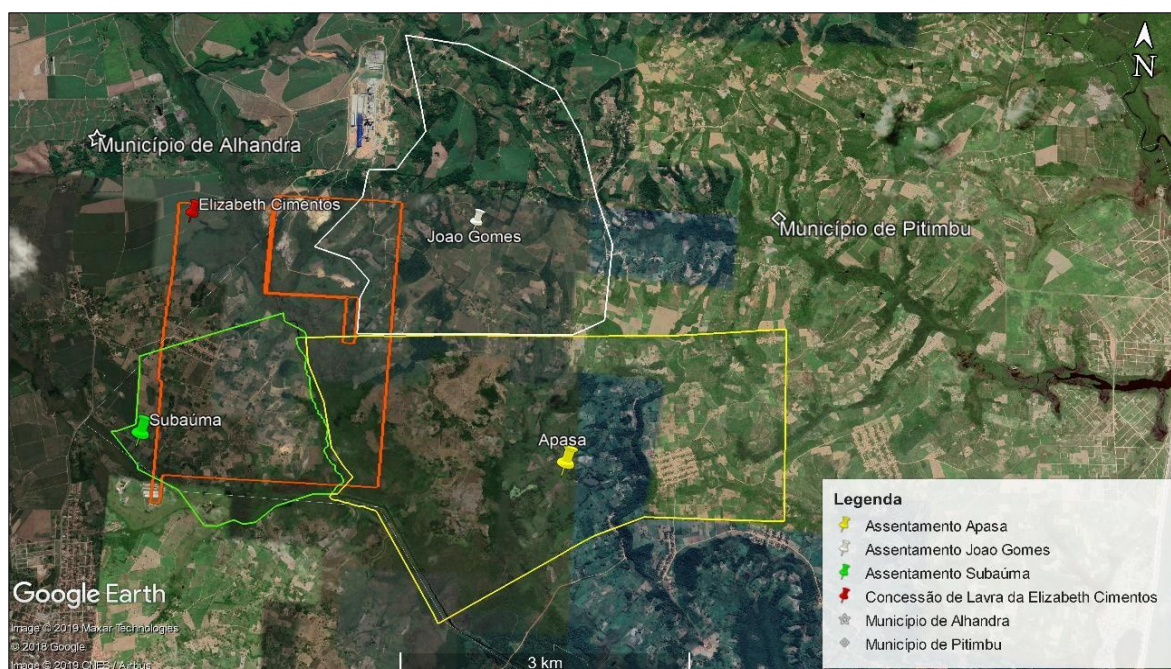 N
Município de Alhandra
Elizabeth Cimentos
Joao Gomes
Município de Pitimbu
Subaúma
Apasa
Legenda
Assentamento Apasa
Assentamento Joao Gomes
Assentamento Subaúma
Concessão de Lavra da Elizabeth Cimentos
Município de Alhandra
Município de Pitimbu
Google Earth
Image © 2019 Maxar Technologies
© 2018 Google
Image © 2019 CNES / Airbus
3 km